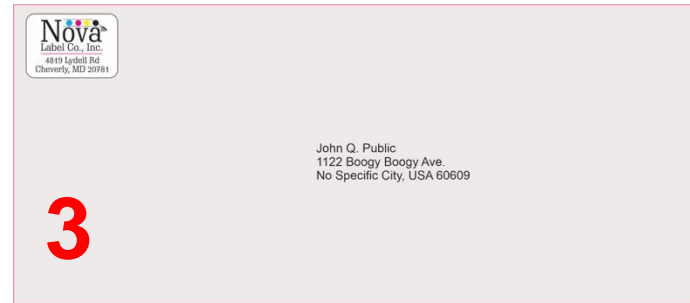 Nova
Label Co., Inc.
4819 Lydell Rd
Cheverly, MD 20781
John Q. Public
1122 Boogy Boogy Ave.
No Specific City, USA 60609
3